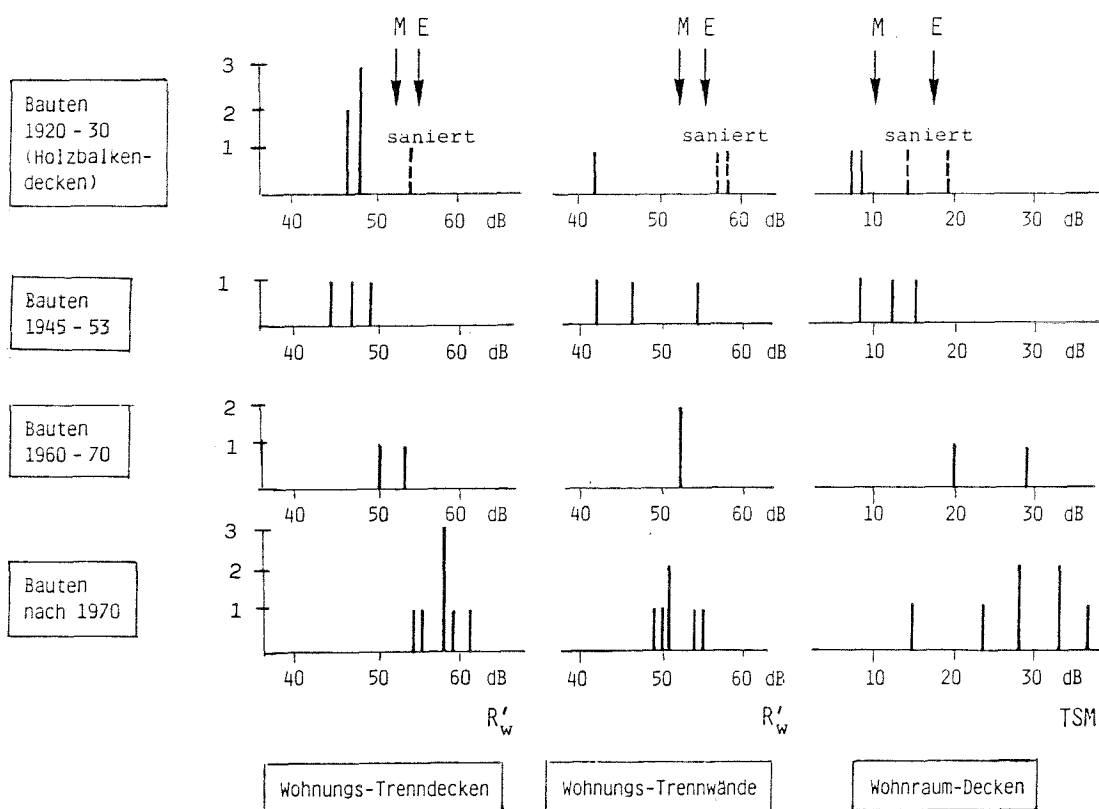 M E M E M E
3
2
1
Bauten
1920 - 30
(Holzbalken-
decken)
saniert saniert saniert
40 50 60 dB 40 50 60 dB 10 20 30 dB
1
Bauten
1945 - 53
40 50 60 dB 40 50 60 dB 10 20 30 dB
2
1
Bauten
1960 - 70
40 50 60 dB 40 50 60 dB 10 20 30 dB
3
2
1
Bauten
nach 1970
40 50 60 dB 40 50 60 dB 10 20 30 dB
R'w R'w TSM
Wohnungs-Trenndecken Wohnungs-Trennwände Wohnraum-Decken